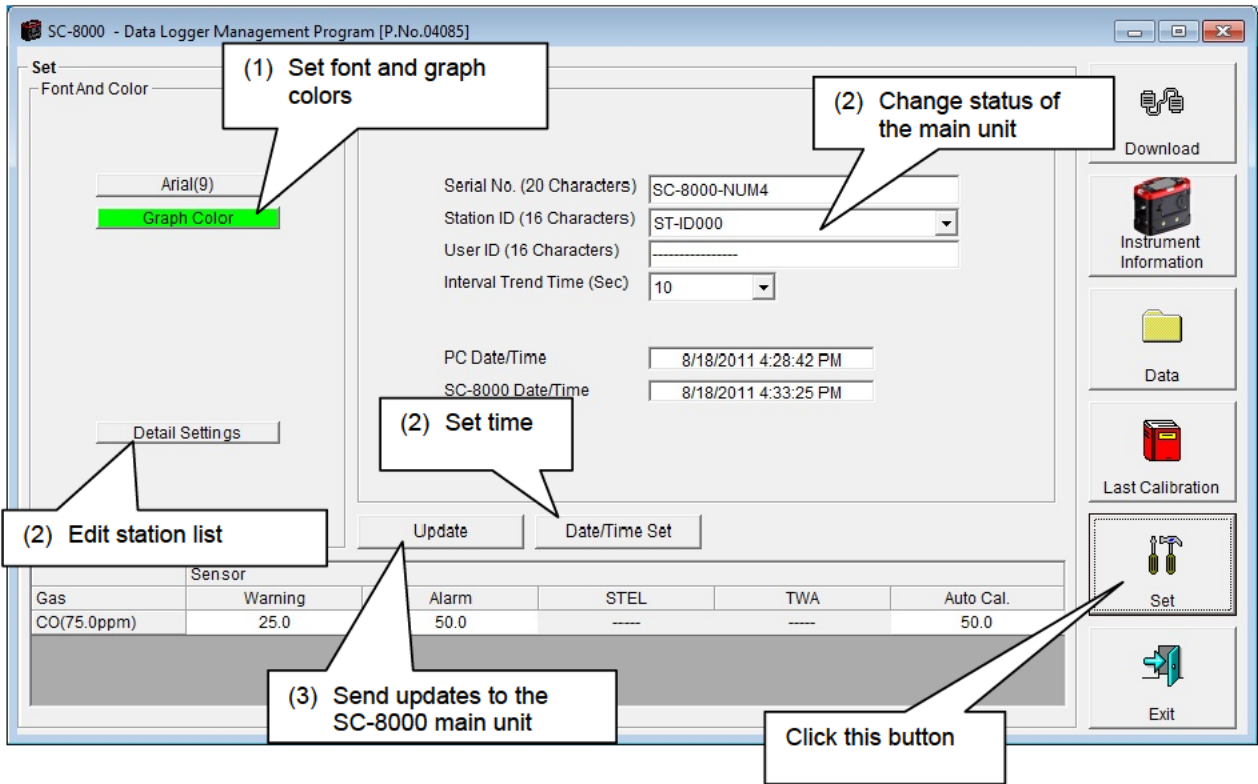 SC-8000 - Data Logger Management Program [P.No.04085]
Set
Font And Color
(1) Set font and graph
colors
(2) Change status of
the main unit
Arial(9)
Graph Color
Serial No. (20 Characters)
SC-8000-NUM4
Station ID (16 Characters)
ST-ID000
User ID (16 Characters)
----------------
Interval Trend Time (Sec)
10
PC Date/Time
8/18/2011 4:28:42 PM
SC-8000 Date/Time
8/18/2011 4:33:25 PM
(2) Set time
Detail Settings
(2) Edit station list
Update
Date/Time Set
Sensor
Gas Warning Alarm STEL TWA Auto Cal.
CO(75.0ppm) 25.0 50.0 ----- ----- 50.0
(3) Send updates to the
SC-8000 main unit
Click this button
Download
Instrument
Information
Data
Last Calibration
Set
Exit